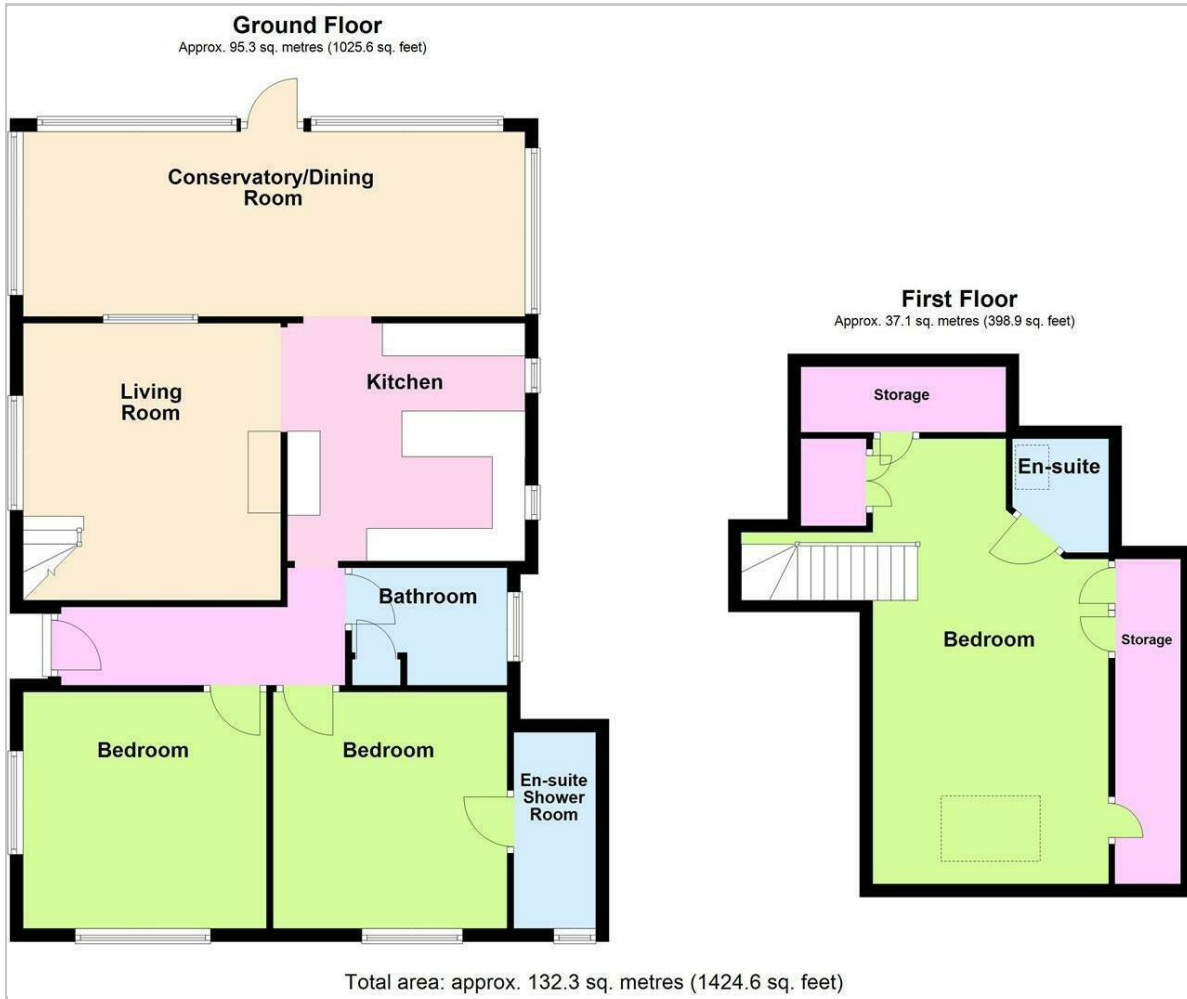 Ground Floor
Approx. 95.3 sq. metres (1025.6 sq. feet)
Conservatory/Dining
Room
Living
Room
Kitchen
Bathroom
Bedroom
Bedroom
En-suite
Shower
Room
First Floor
Approx. 37.1 sq. metres (398.9 sq. feet)
Storage
En-suite
Bedroom
Storage
Total area: approx. 132.3 sq. metres (1424.6 sq. feet)